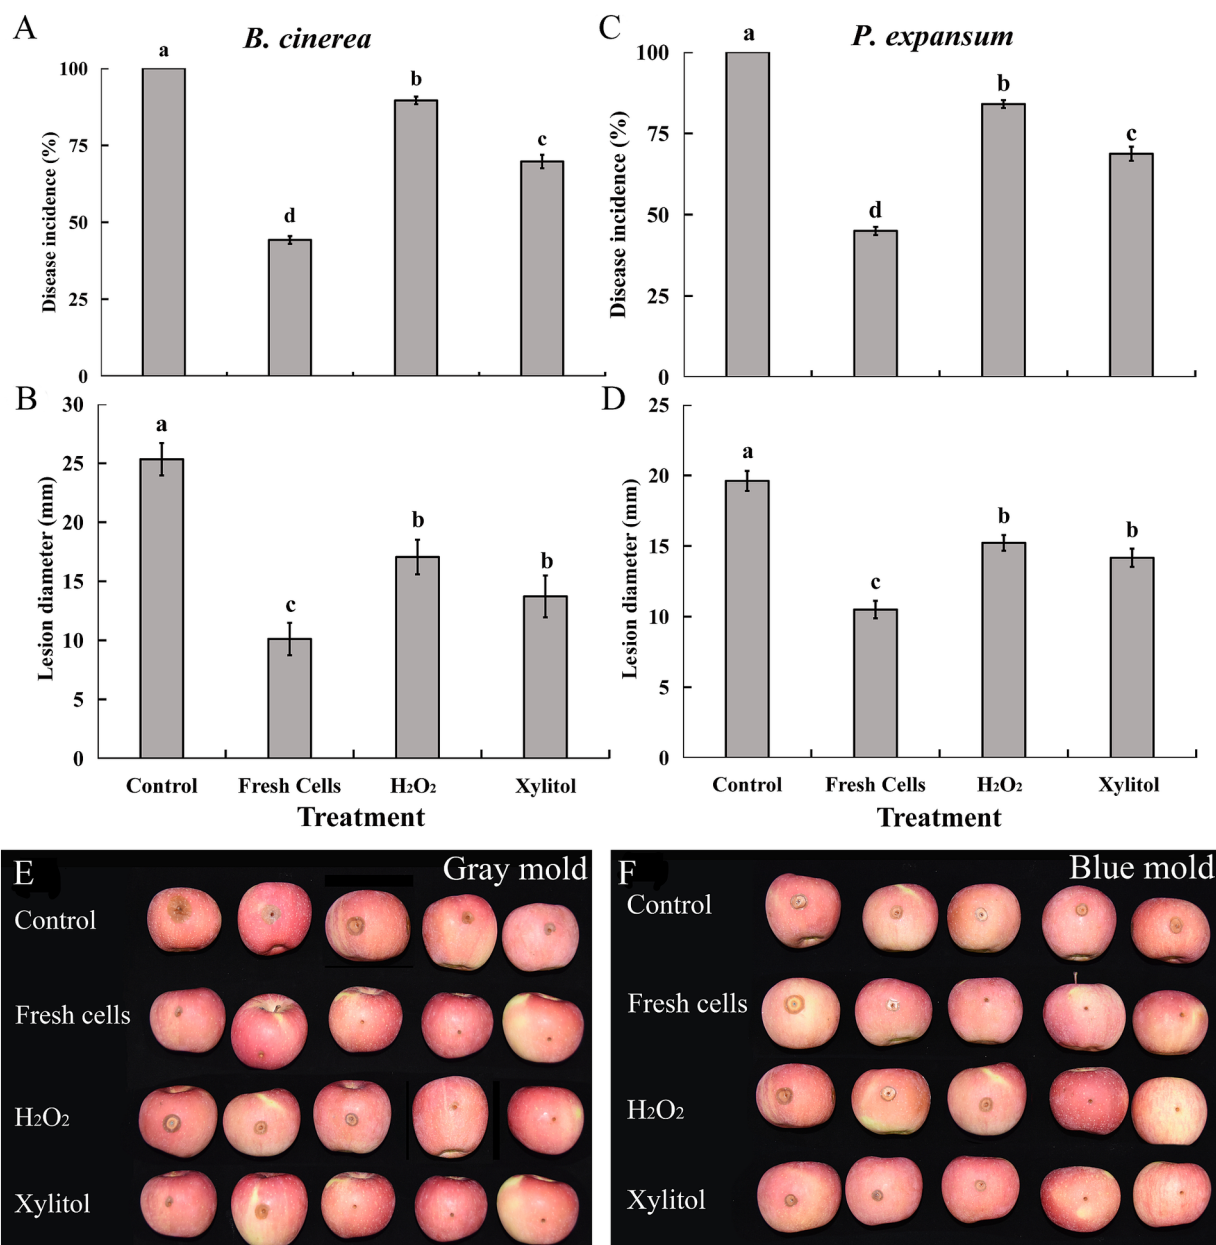 A
B. cinerea
a
b
c
d
100
75
50
25
0
Disease incidence (%)
C
P. expansum
a
b
c
d
100
75
50
25
0
Disease incidence (%)
B
30
25
20
15
10
5
0
Lesion diameter (mm)
a
c
b
b
Control Fresh Cells H₂O₂ Xylitol
Treatment
D
25
20
15
10
5
0
Lesion diameter (mm)
a
c
b
b
Control Fresh Cells H₂O₂ Xylitol
Treatment
E
Gray mold
Control
Fresh cells
H₂O₂
Xylitol
F
Blue mold
Control
Fresh cells
H₂O₂
Xylitol